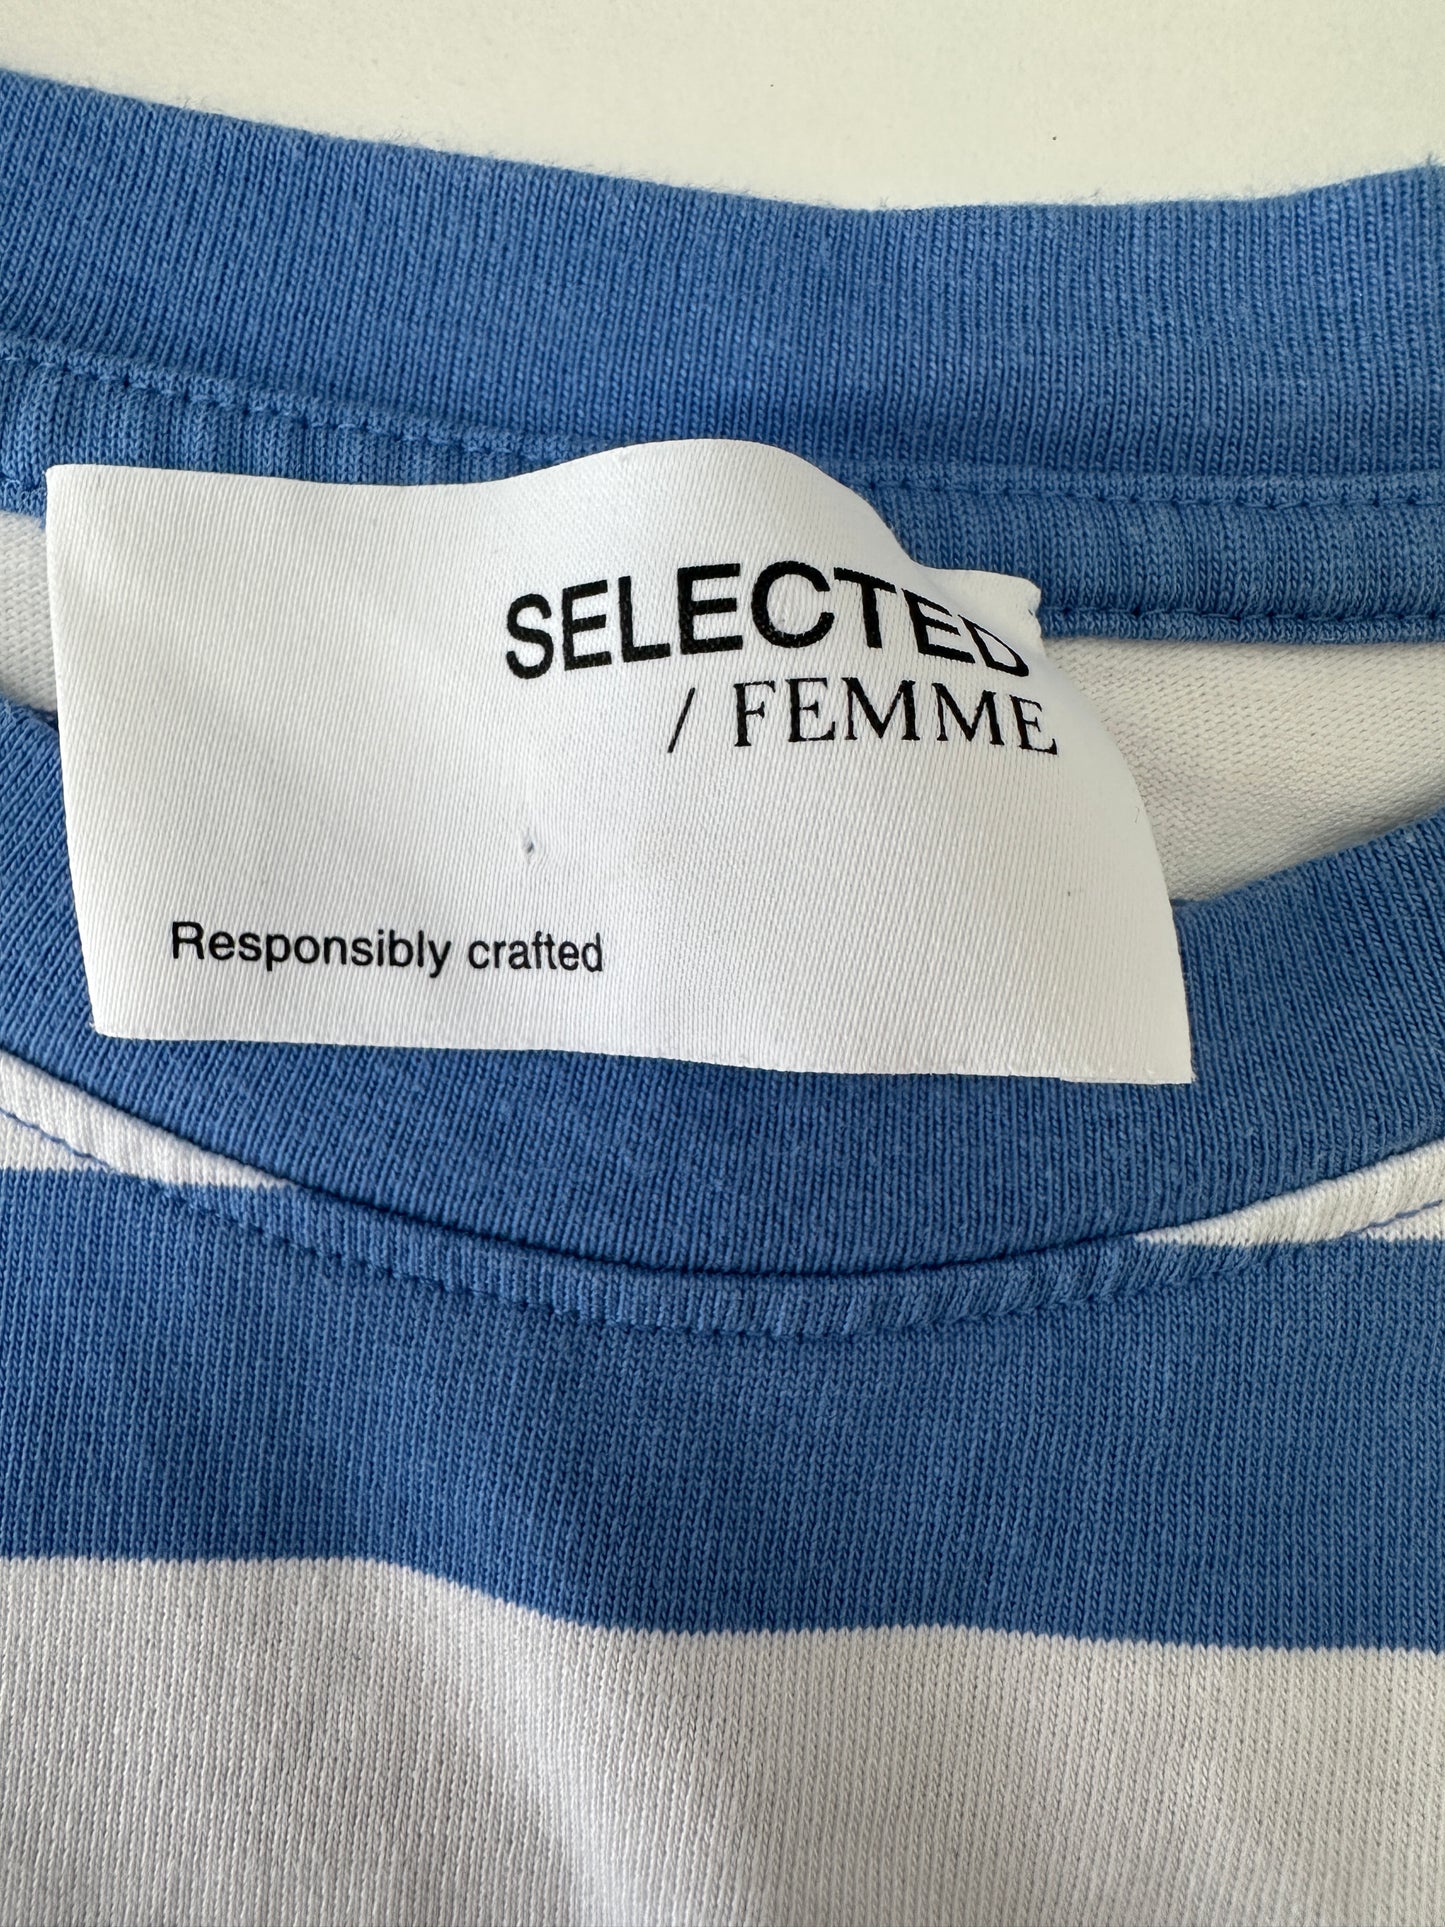 SELECTED
/ FEMME
Responsibly crafted